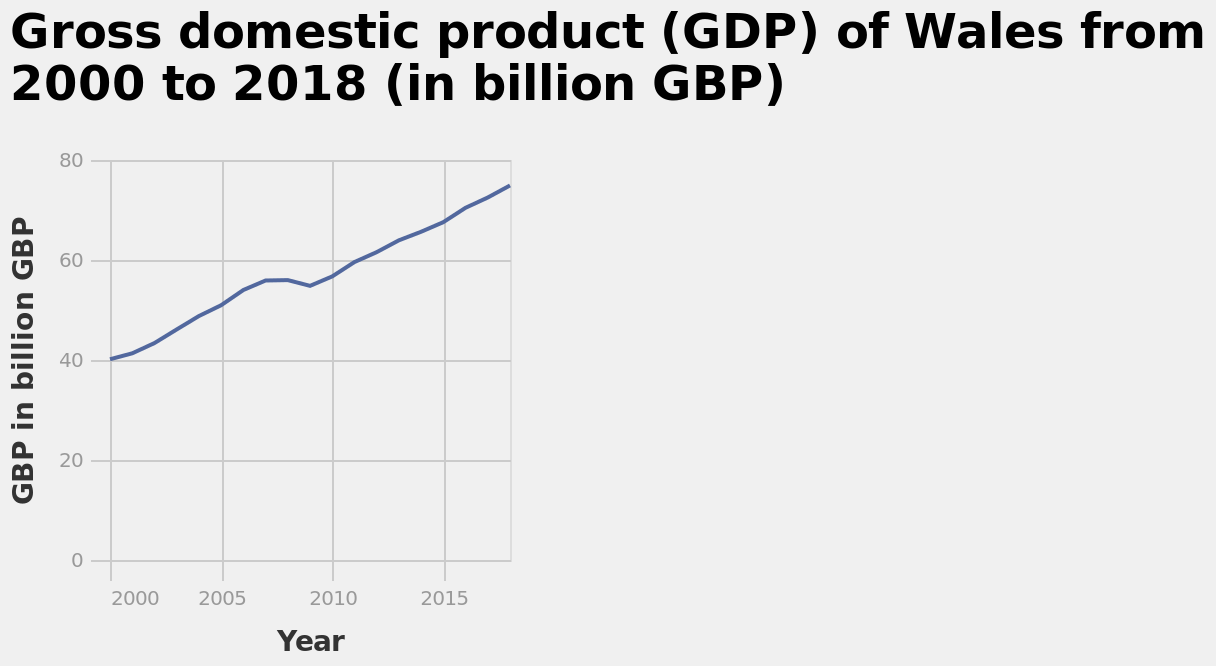 Gross domestic product (GDP) of Wales from
2000 to 2018 (in billion GBP)
80
60
40
20
0
GBP in billion GBP
2000 2005 2010 2015
Year